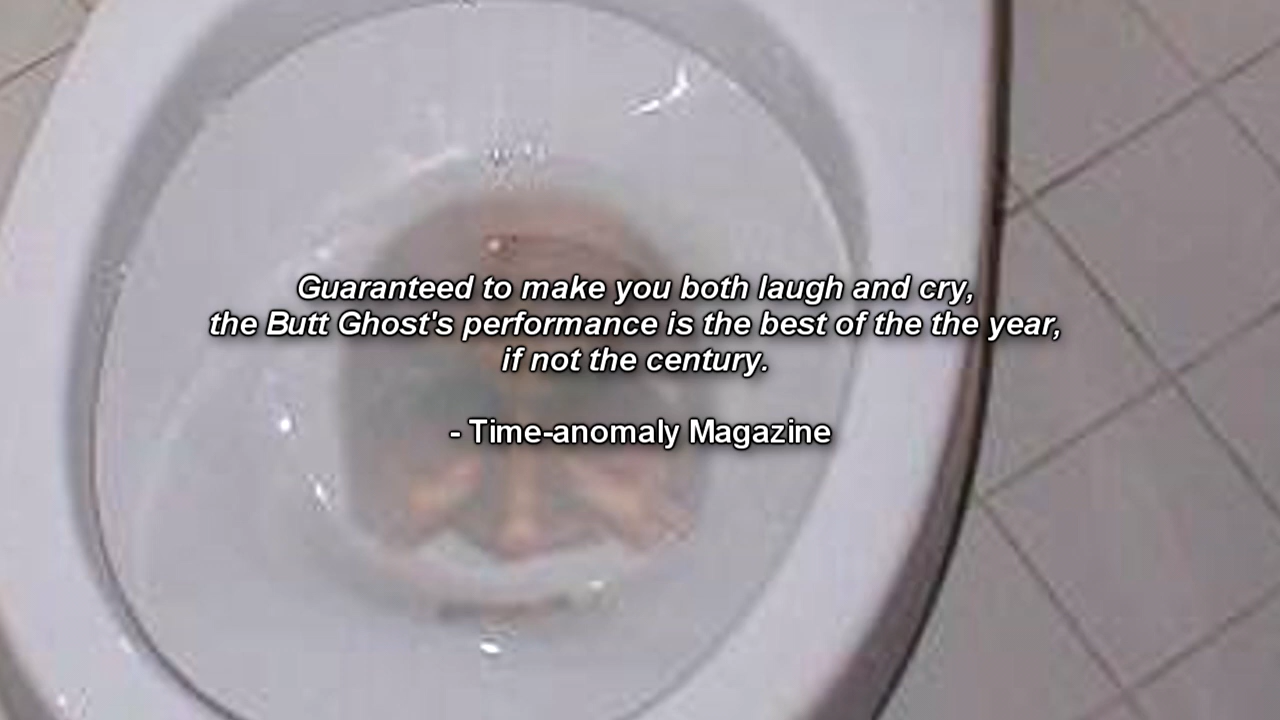 Guaranteed to make you both laugh and cry,
the Butt Ghost's performance is the best of the the year,
if not the century.
- Time-anomaly Magazine